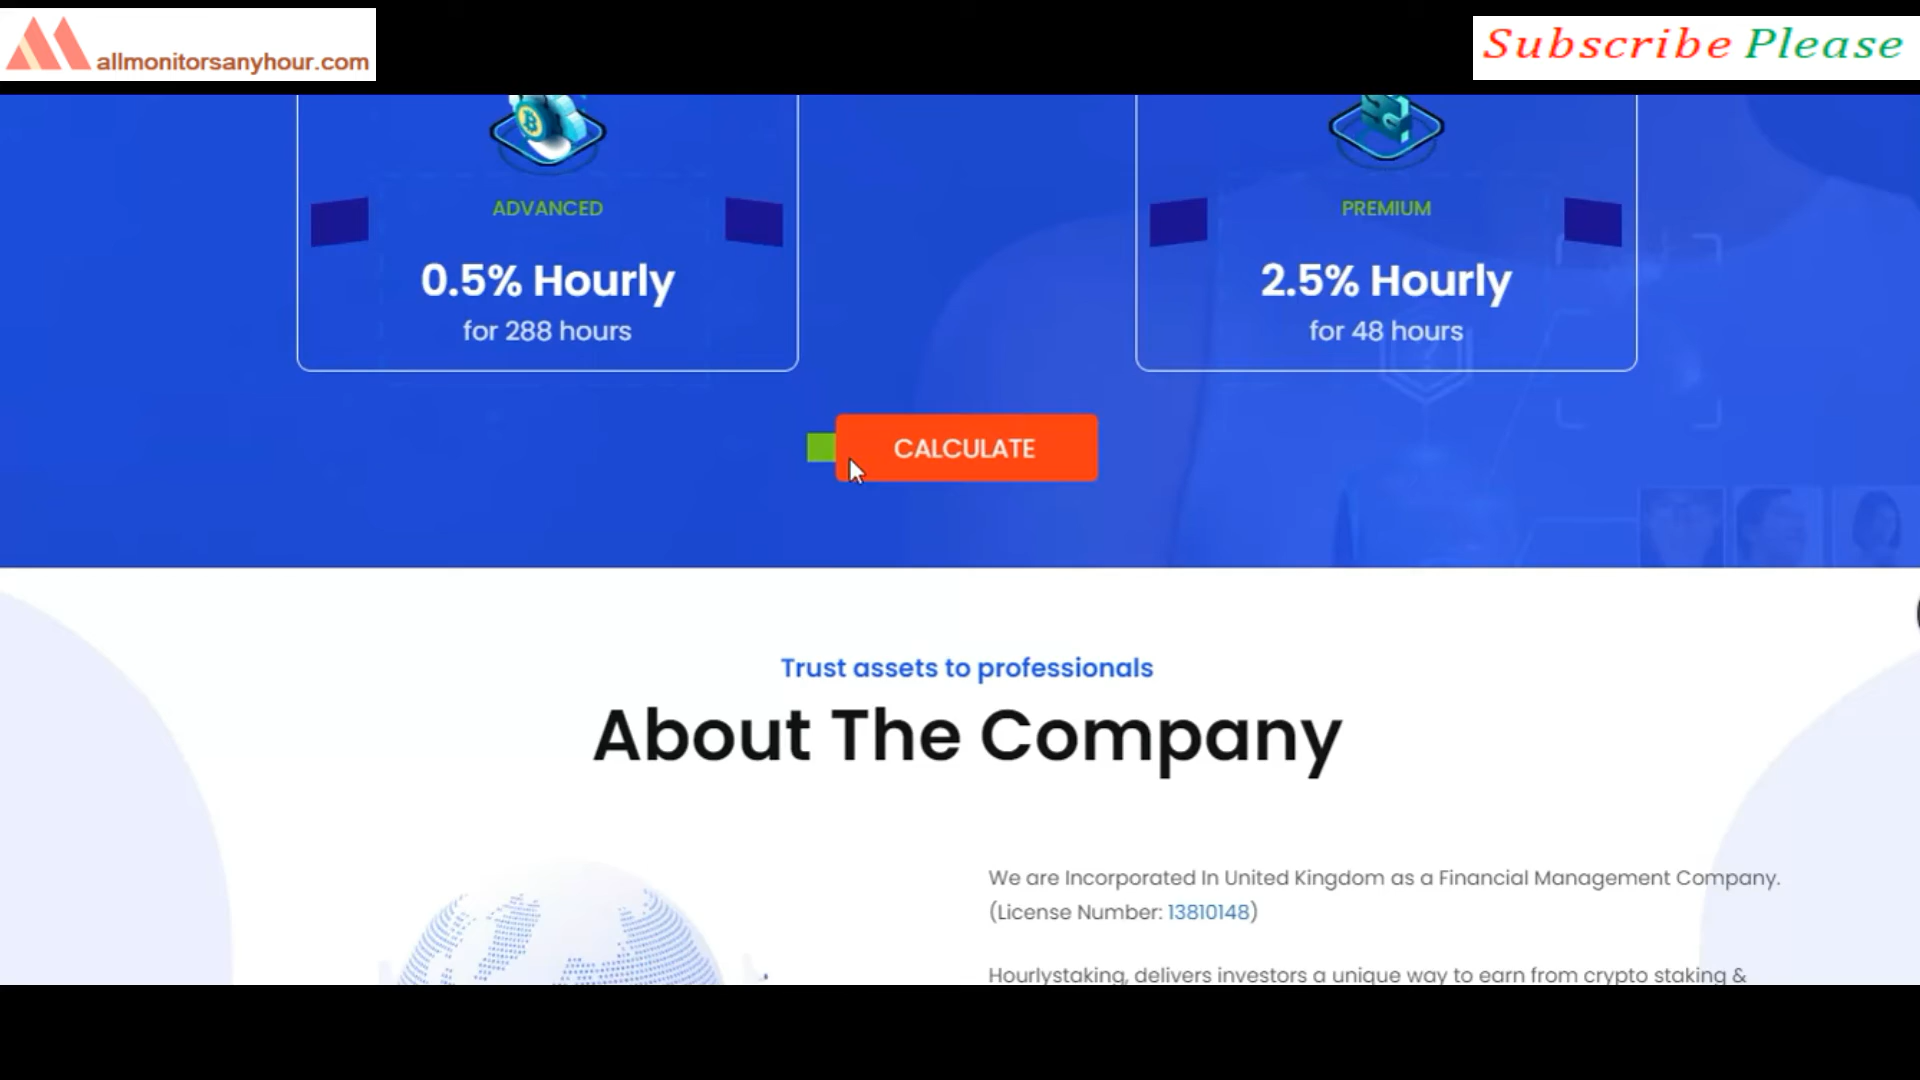 allmonitorsanyhour.com
Subscribe Please
ADVANCED
0.5% Hourly
for 288 hours
PREMIUM
2.5% Hourly
for 48 hours
CALCULATE
Trust assets to professionals
About The Company
We are Incorporated In United Kingdom as a Financial Management Company.
(License Number: 13810148)
Hourlystaking, delivers investors a unique way to earn from crypto staking &